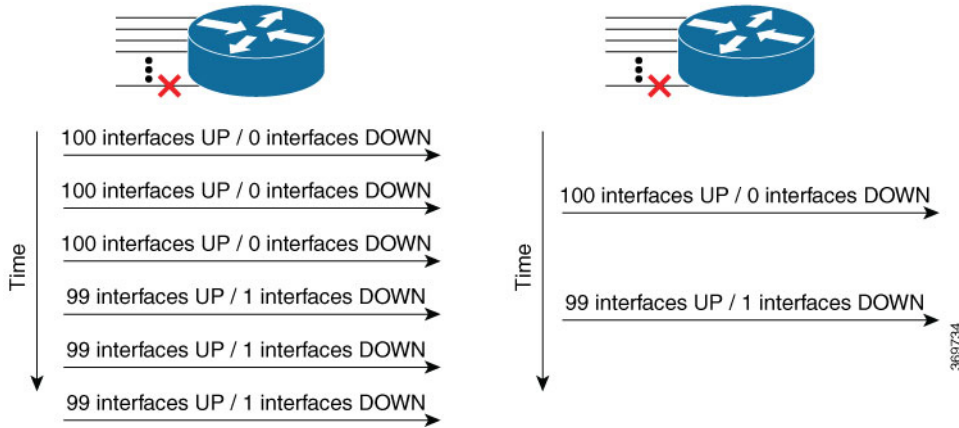 100 interfaces UP / 0 interfaces DOWN
100 interfaces UP / 0 interfaces DOWN
100 interfaces UP / 0 interfaces DOWN
99 interfaces UP / 1 interfaces DOWN
99 interfaces UP / 1 interfaces DOWN
99 interfaces UP / 1 interfaces DOWN
Time
100 interfaces UP / 0 interfaces DOWN
99 interfaces UP / 1 interfaces DOWN
Time
369734